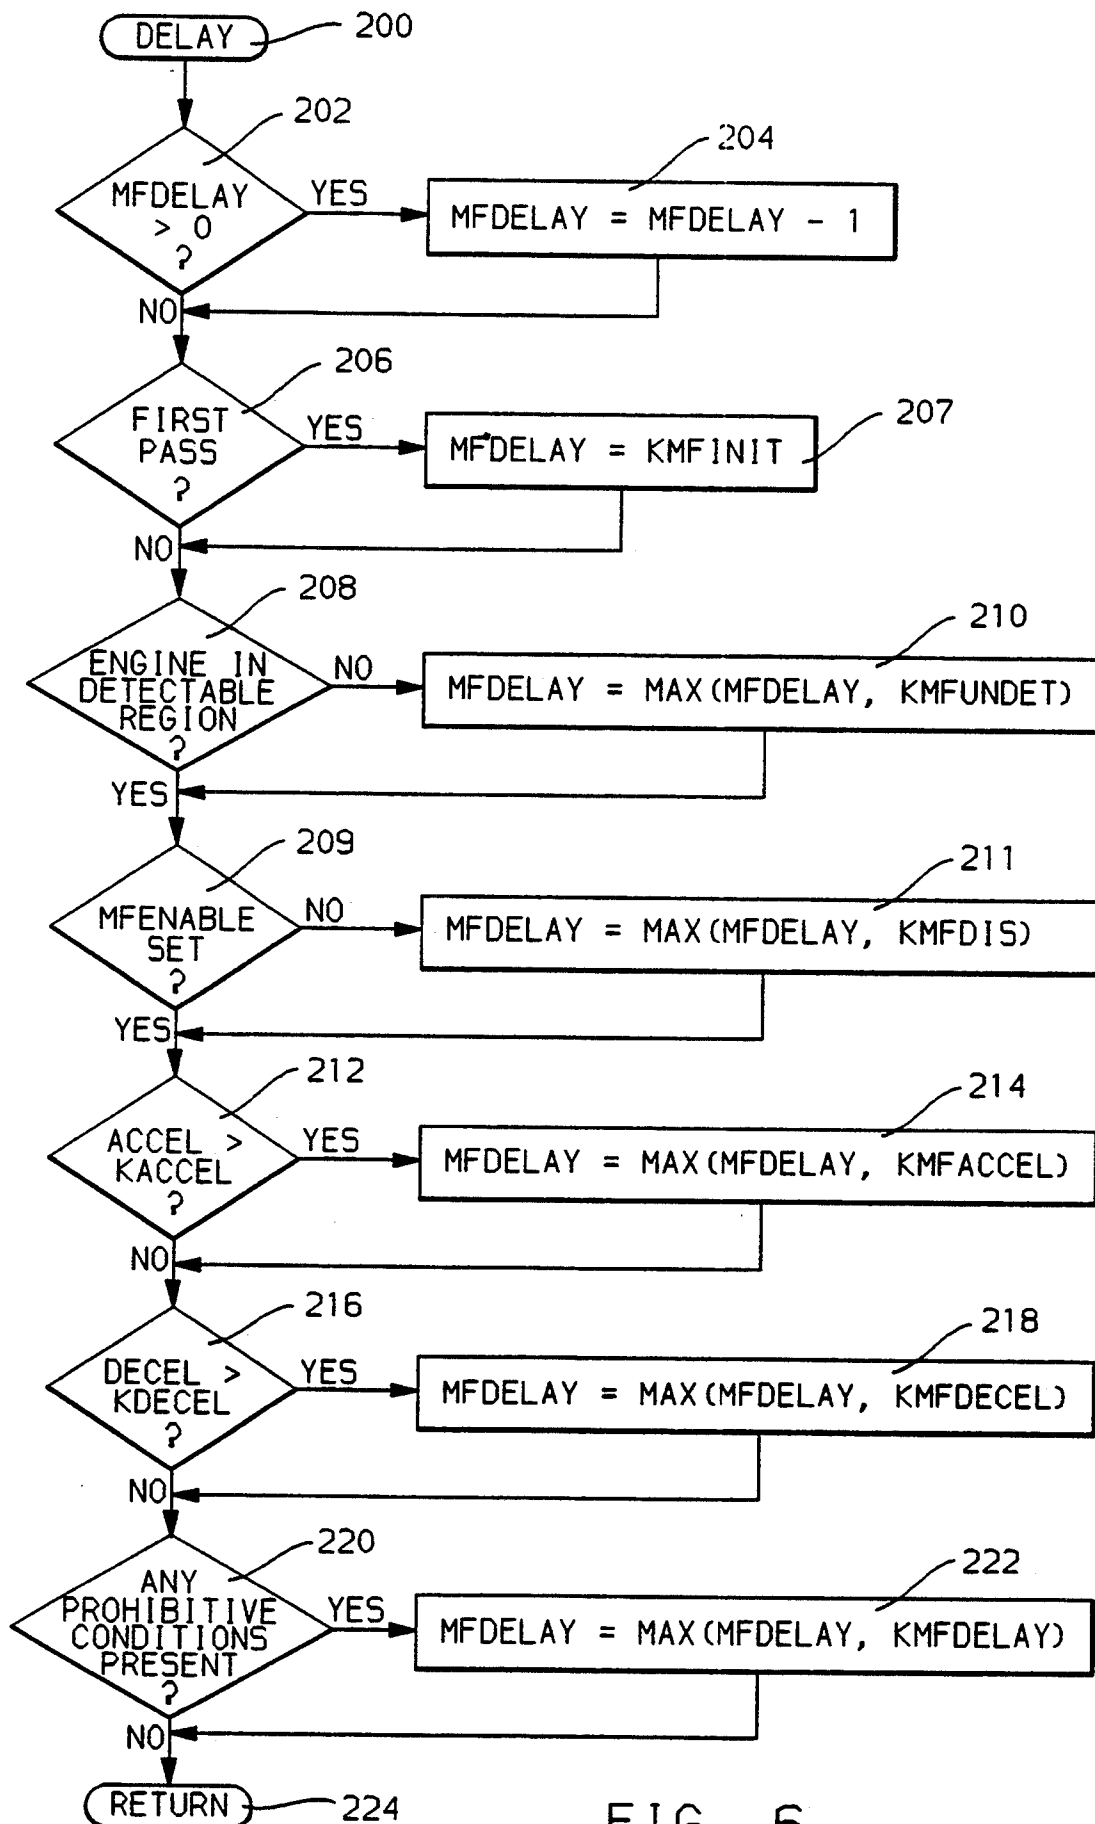 DELAY
200
202
204
MFDELAY
> 0
?
YES
MFDELAY = MFDELAY - 1
NO
206
207
FIRST
PASS
?
YES
MFDELAY = KMFINIT
NO
208
210
ENGINE IN
DETECTABLE
REGION
?
NO
MFDELAY = MAX(MFDELAY, KMFUNDET)
YES
209
211
MFENABLE
SET
?
NO
MFDELAY = MAX(MFDELAY, KMFDIS)
YES
212
214
ACCEL >
KACCEL
?
YES
MFDELAY = MAX(MFDELAY, KMFACCEL)
NO
216
218
DECEL >
KDECEL
?
YES
MFDELAY = MAX(MFDELAY, KMFDECEL)
NO
220
222
ANY
PROHIBITIVE
CONDITIONS
PRESENT
?
YES
MFDELAY = MAX(MFDELAY, KMFDELAY)
NO
RETURN
224
FIG.